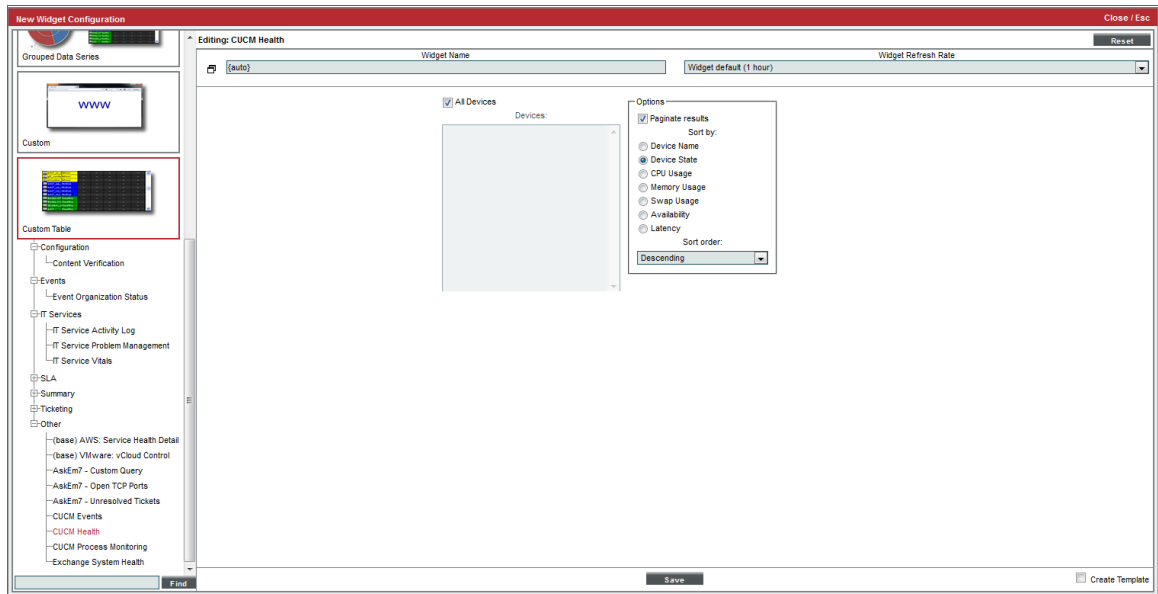 New Widget Configuration
Close / Esc
Grouped Data Series
www
Custom
Custom Table
Configuration
Content Verification
Events
Event Organization Status
IT Services
IT Service Activity Log
IT Service Problem Management
IT Service Vitals
SLA
Summary
Ticketing
Other
(base) AWS: Service Health Detail
(base) VMware: vCloud Control
AskEm7 - Custom Query
AskEm7 - Open TCP Ports
AskEm7 - Unresolved Tickets
CUCM Events
CUCM Health
CUCM Process Monitoring
Exchange System Health
Find
Editing: CUCM Health
Reset
Widget Name
Widget Refresh Rate
{auto}
Widget default (1 hour)
All Devices
Devices:
Options
Paginate results
Sort by:
Device Name
Device State
CPU Usage
Memory Usage
Swap Usage
Availability
Latency
Sort order:
Descending
Save
Create Template